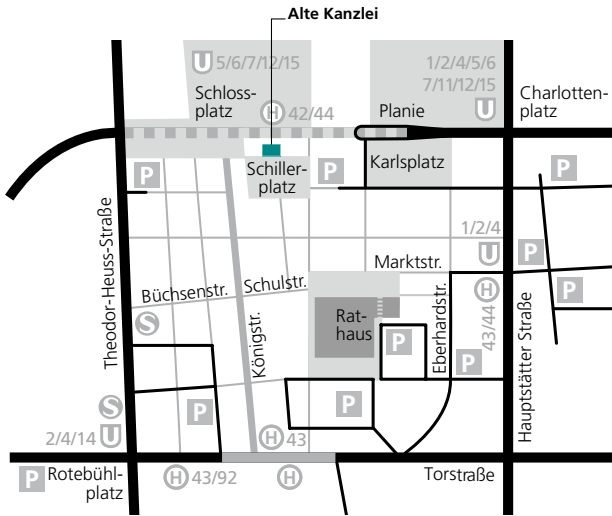 Alte Kanzlei
U 5/6/7/12/15
1/2/4/5/6
7/11/12/15
U
Schloss-
platz
H 42/44
Planie
Charlotten-
platz
P
Schiller-
platz
P
Karlsplatz
P
Theodor-Heuss-Straße
1/2/4
U
P
Marktstr.
Büchsenstr.
Schulstr.
H
43/44
P
S
Königstr.
Rat-
haus
P
Eberhardstr.
P
Hauptstätter Straße
S
2/4/14 U
P
P
H 43
P Rotebühl-
platz
H 43/92
H
Torstraße